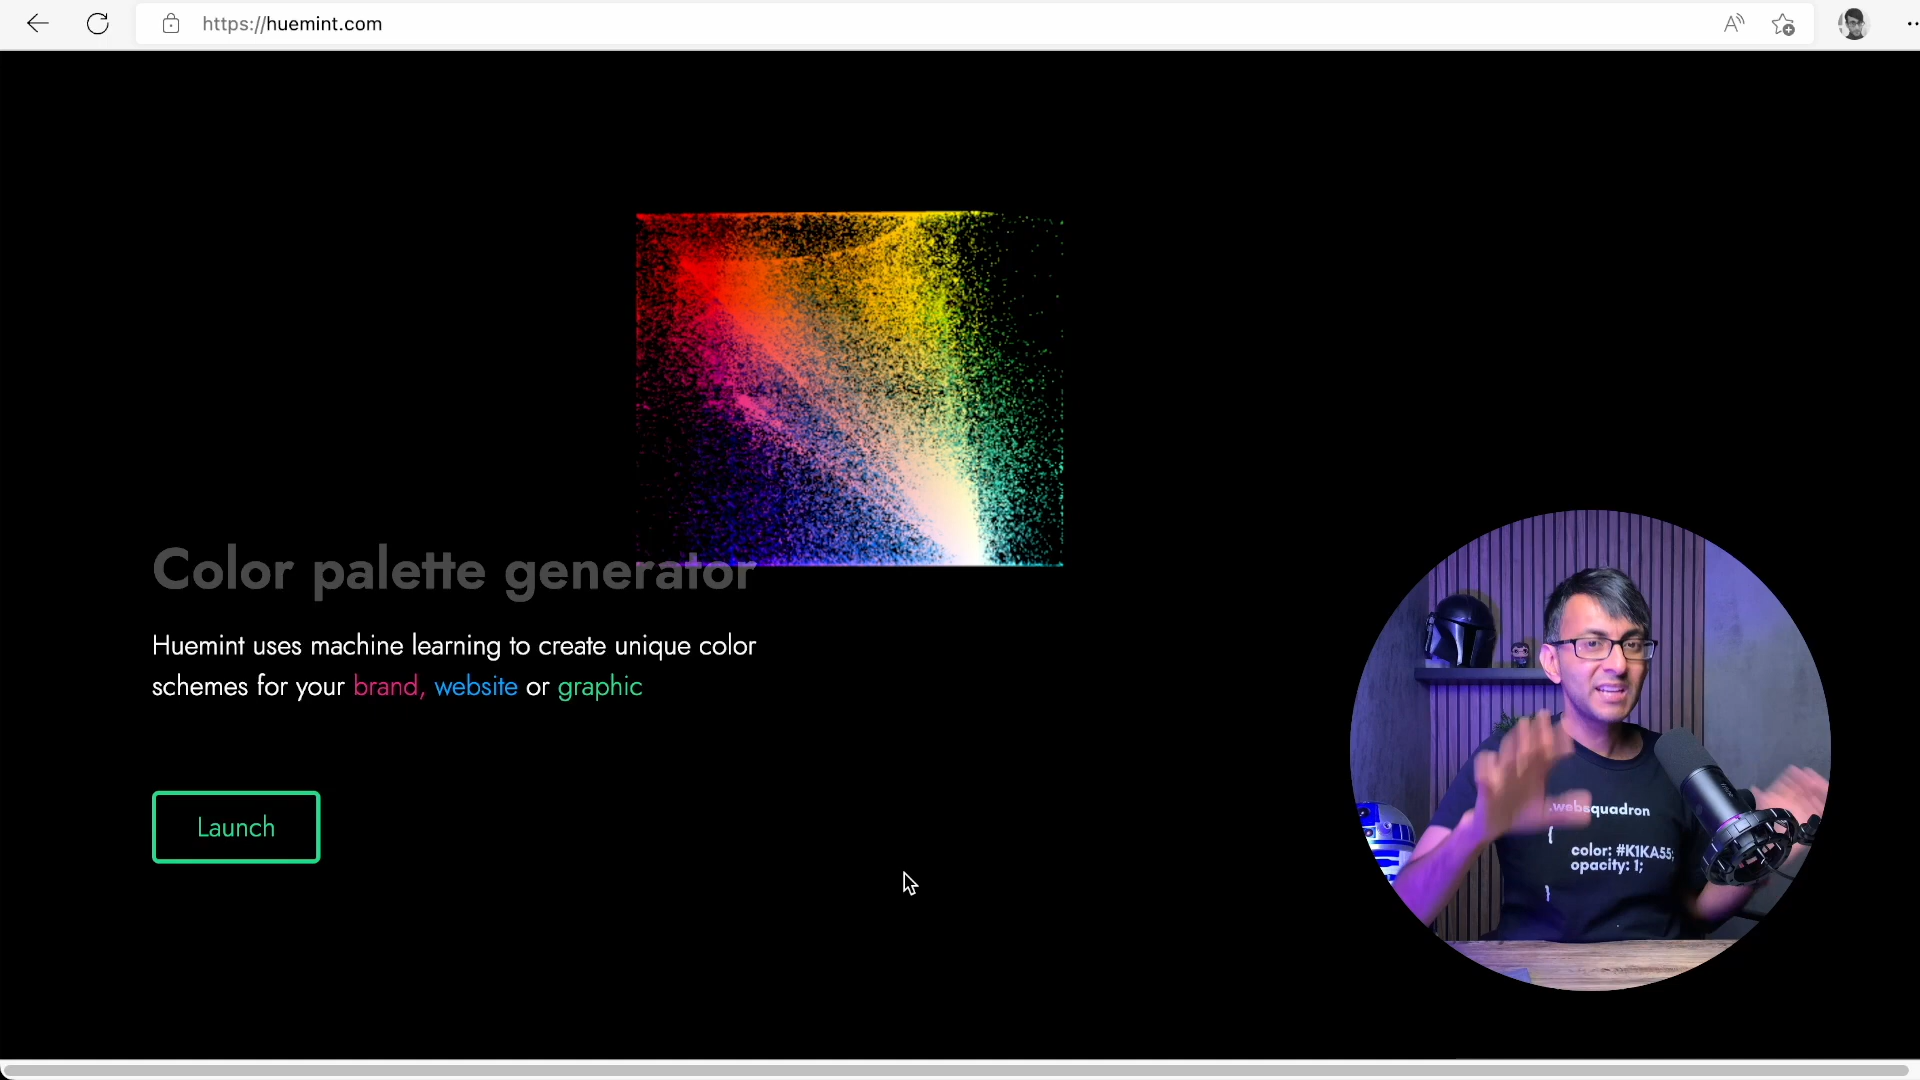 https://huemint.com
Color palette generator
Huemint uses machine learning to create unique color
schemes for your brand, website or graphic
Launch
.websquadron
{
color: #K1KA55;
opacity: 1;
}